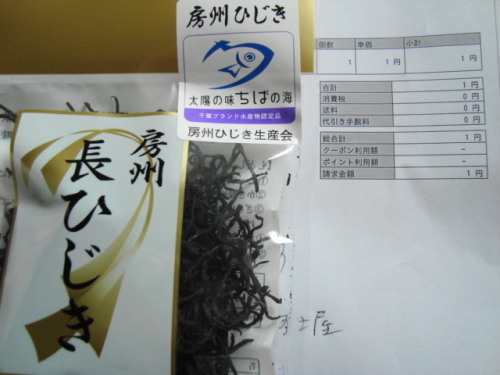 房州ひじき
太陽の味 ちばの海
千葉ブランド水産物認定品
房州ひじき生産会
房州
長ひじき
個数 単価 小計
1 1円 1円
合計 1円
消費税 0円
送料 0円
代引き手数料 0円
総合計 1円
クーポン利用額 －
ポイント利用額 －
請求金額 1円